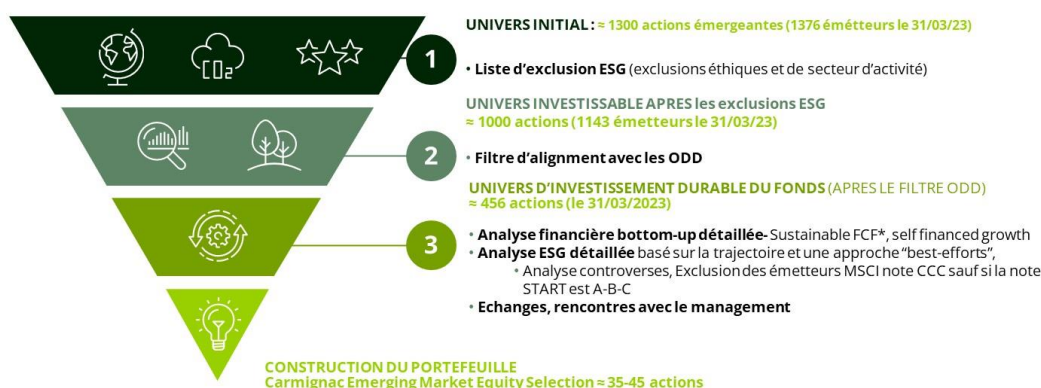 UNIVERS INITIAL : ≈ 1300 actions émergeantes (1376 émétteurs le 31/03/23)
1
• Liste d'exclusion ESG (exclusions éthiques et de secteur d'activité)
CO2
UNIVERS INVESTISSABLE APRES les exclusions ESG
≈ 1000 actions (1143 émetteurs le 31/03/23)
2
• Filtre d'alignment avec les ODD
UNIVERS D'INVESTISSEMENT DURABLE DU FONDS (APRES LE FILTRE ODD)
≈ 456 actions (le 31/03/2023)
3
• Analyse financière bottom-up détaillée- Sustainable FCF*, self financed growth
• Analyse ESG détaillée basé sur la trajectoire et une approche "best-efforts",
• Analyse controverses, Exclusion des émetteurs MSCI note CCC sauf si la note
START est A-B-C
• Echanges, rencontres avec le management
CONSTRUCTION DU PORTEFEUILLE
Carmignac Emerging Market Equity Selection ≈ 35-45 actions